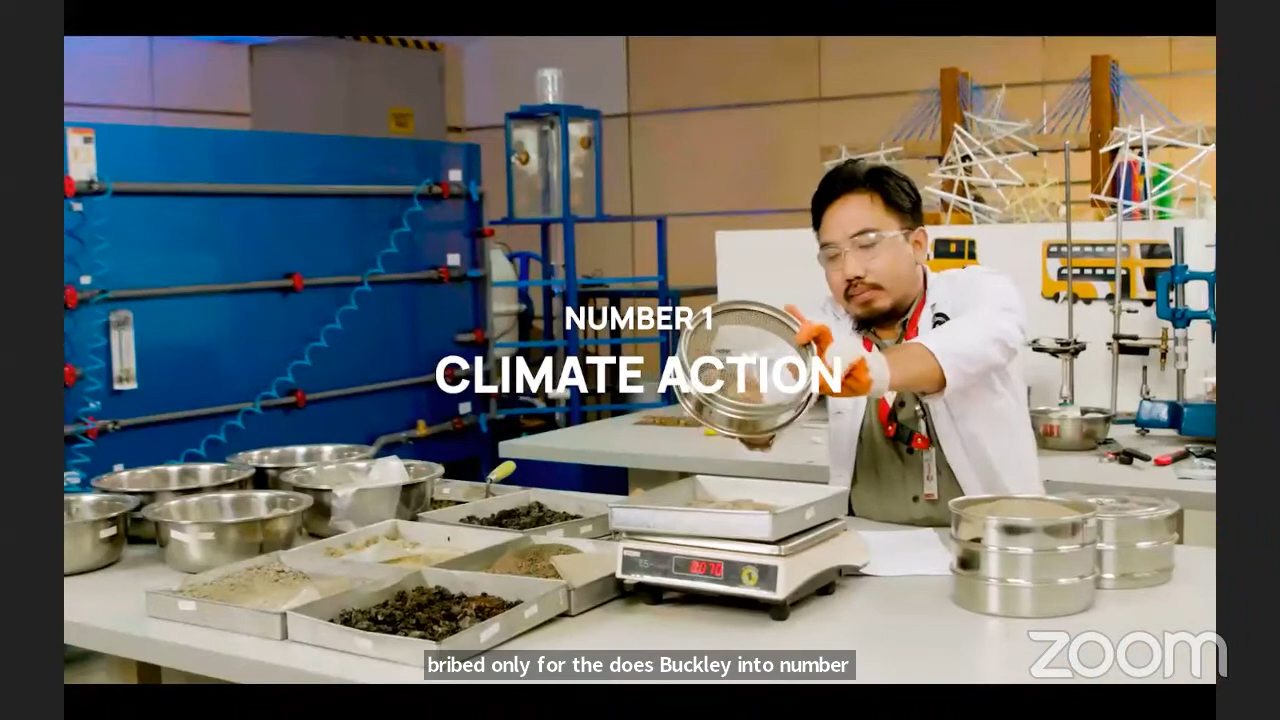 NUMBER 1
CLIMATE ACTION
bribed only for the does Buckley into number
zoom